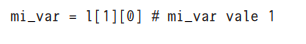 mi_var = l[1][0] # mi_var vale 1